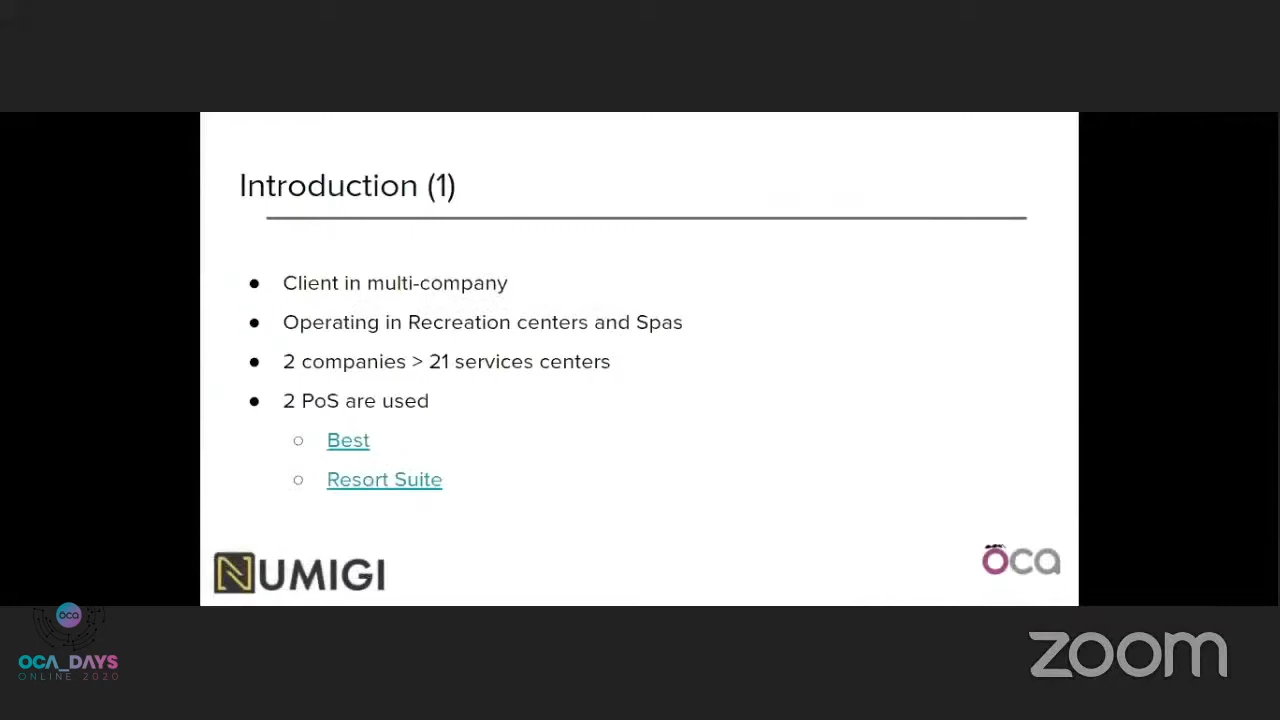 Introduction (1)
● Client in multi-company
● Operating in Recreation centers and Spas
● 2 companies > 21 services centers
● 2 PoS are used
○ Best
○ Resort Suite
NUMIGI
oca
oca
OCA_DAYS
ONLINE 2020
zoom